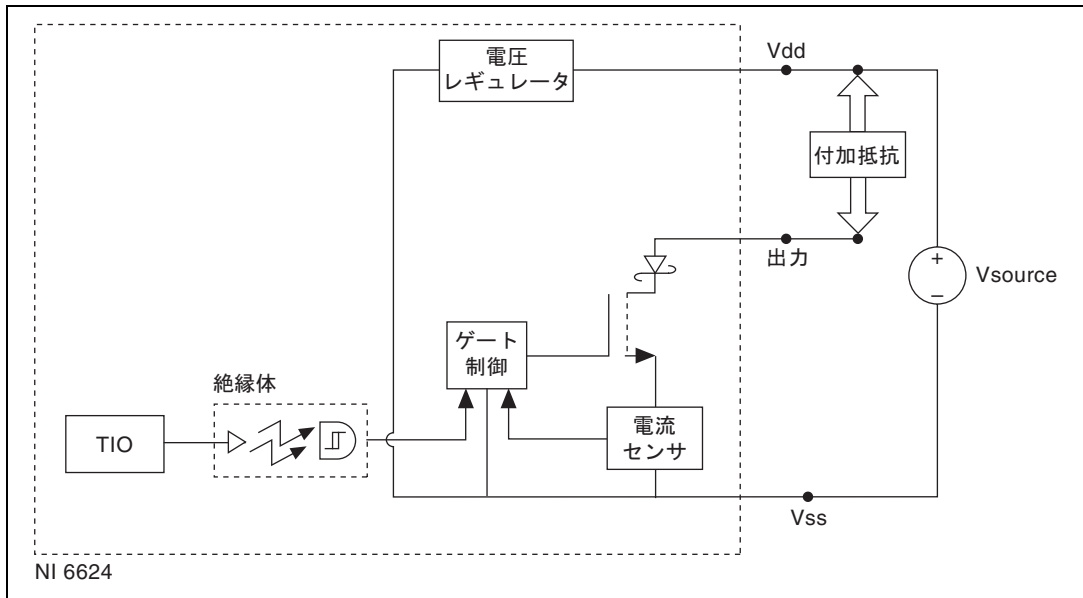 電圧
レギュレータ
Vdd
付加抵抗
出力
+
–
Vsource
ゲート
制御
絶縁体
TIO
電流
センサ
Vss
NI 6624